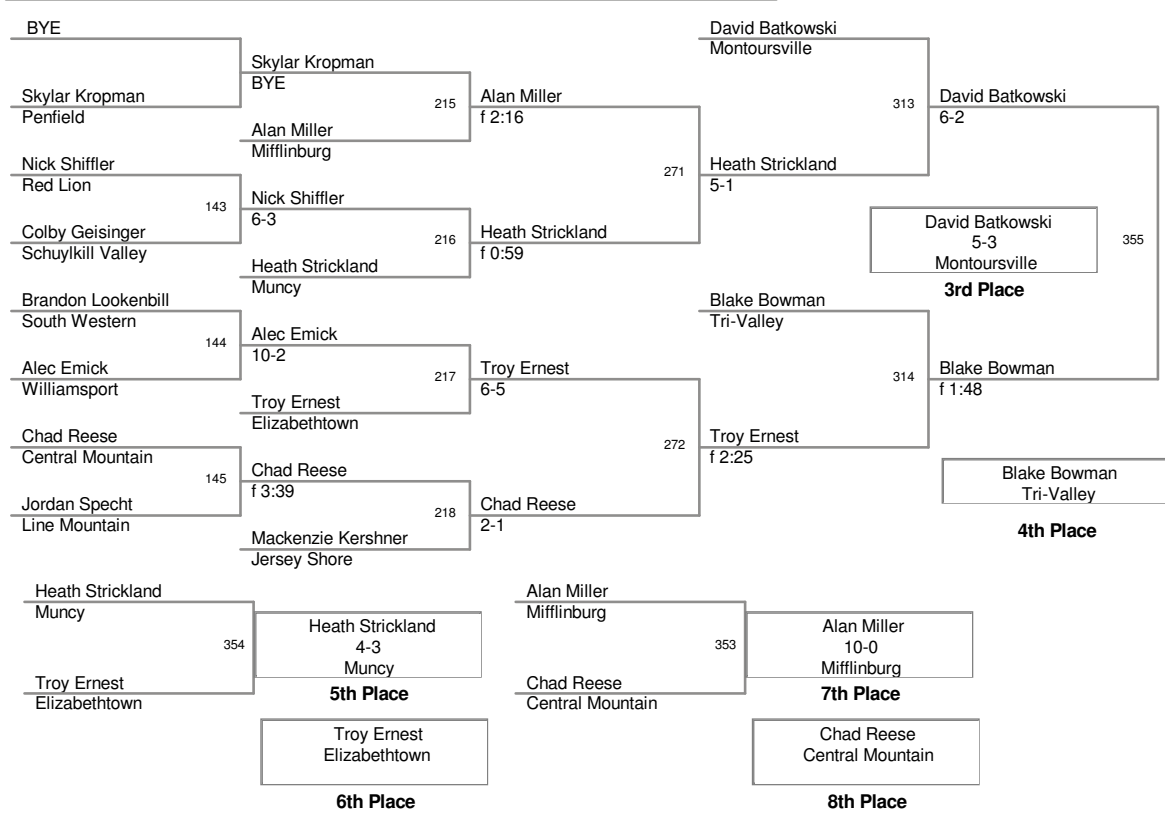 BYE
Skylar Kropman
Penfield
Nick Shiffler
Red Lion
143
Colby Geisinger
Schuylkill Valley
Brandon Lookenbill
South Western
144
Alec Emick
Williamsport
Chad Reese
Central Mountain
145
Jordan Specht
Line Mountain
Skylar Kropman
BYE
215
Alan Miller
Mifflinburg
Nick Shiffler
6-3
216
Heath Strickland
Muncy
Alec Emick
10-2
217
Troy Ernest
Elizabethtown
Chad Reese
f 3:39
218
Mackenzie Kershner
Jersey Shore
Alan Miller
f 2:16
271
Heath Strickland
f 0:59
Troy Ernest
6-5
272
Chad Reese
2-1
David Batkowski
Montoursville
313
Heath Strickland
5-1
Blake Bowman
Tri-Valley
314
Troy Ernest
f 2:25
David Batkowski
6-2
355
Blake Bowman
f 1:48
David Batkowski
5-3
Montoursville
3rd Place
Blake Bowman
Tri-Valley
4th Place
Heath Strickland
Muncy
354
Troy Ernest
Elizabethtown
Heath Strickland
4-3
Muncy
5th Place
Troy Ernest
Elizabethtown
6th Place
Alan Miller
Mifflinburg
353
Chad Reese
Central Mountain
Alan Miller
10-0
Mifflinburg
7th Place
Chad Reese
Central Mountain
8th Place